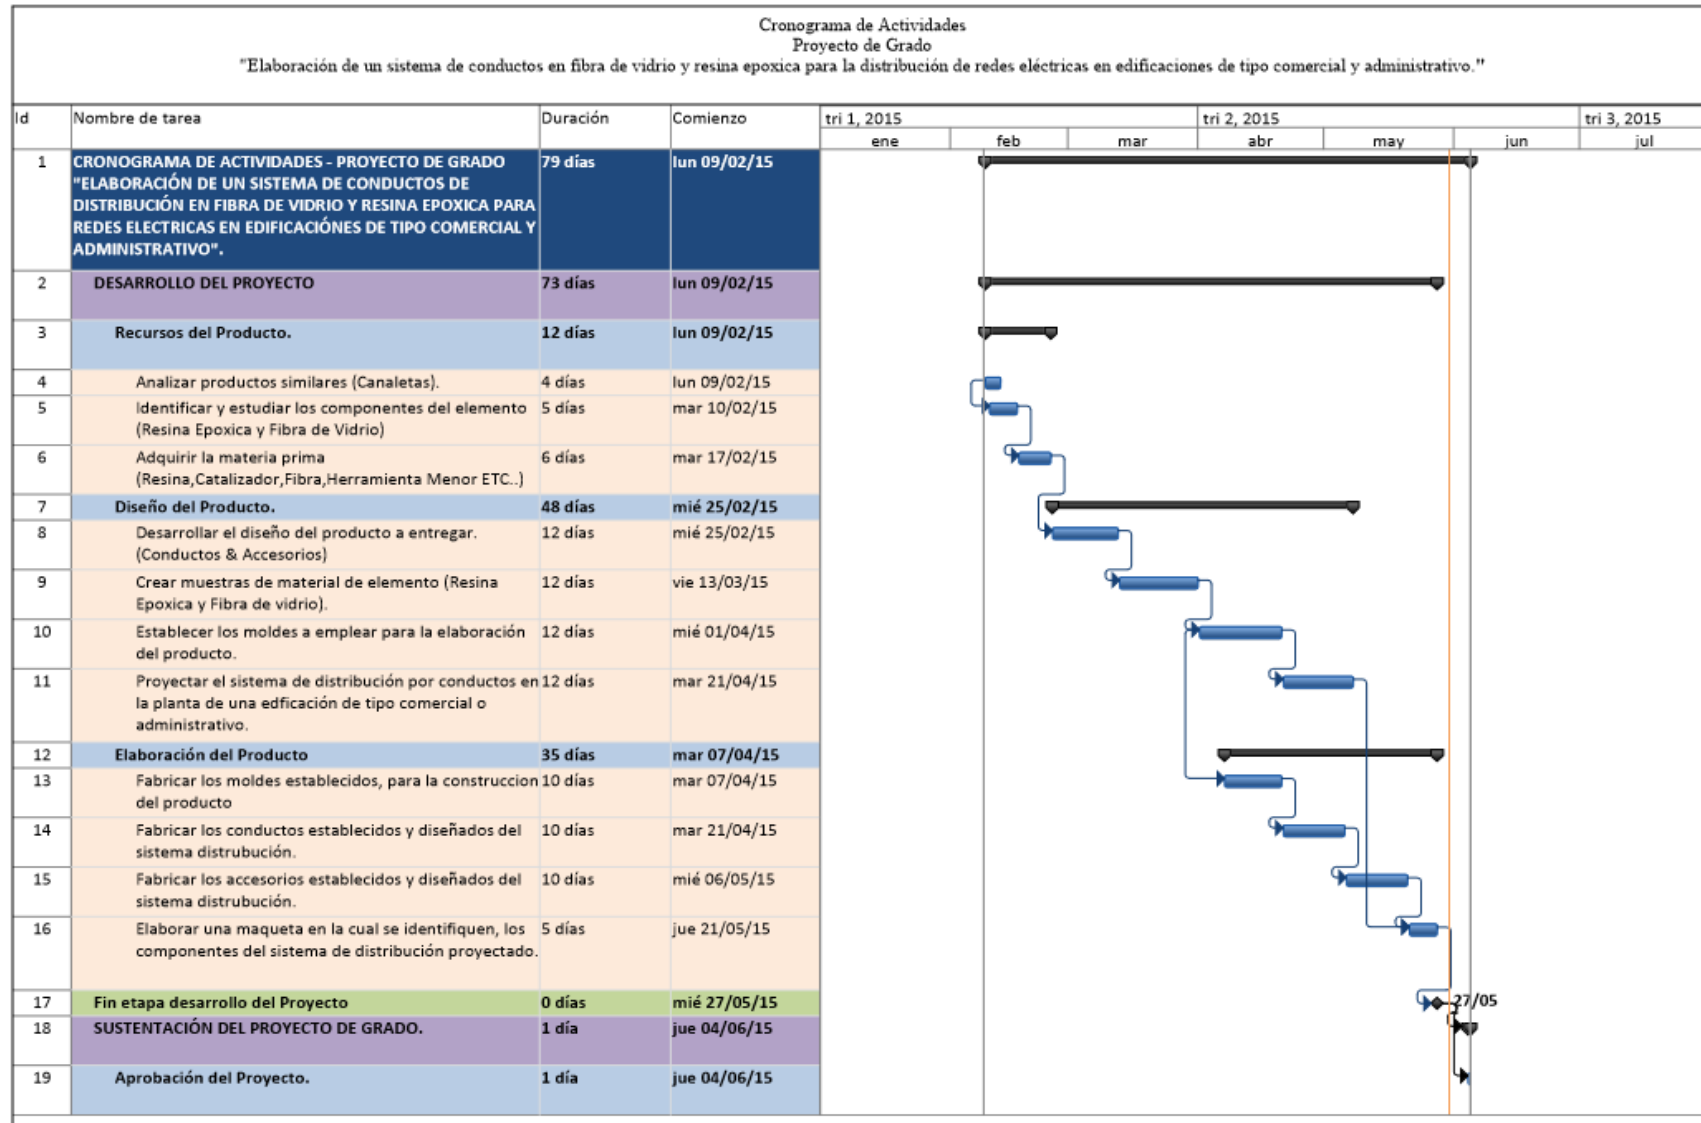 Cronograma de Actividades
Proyecto de Grado
"Elaboración de un sistema de conductos en fibra de vidrio y resina epoxica para la distribución de redes eléctricas en edificaciones de tipo comercial y administrativo."
Id Nombre de tarea Duración Comienzo tri 1, 2015 tri 2, 2015 tri 3, 2015
ene feb mar abr may jun jul
1 CRONOGRAMA DE ACTIVIDADES - PROYECTO DE GRADO 79 días lun 09/02/15
"ELABORACIÓN DE UN SISTEMA DE CONDUCTOS DE
DISTRIBUCIÓN EN FIBRA DE VIDRIO Y RESINA EPOXICA PARA
REDES ELECTRICAS EN EDIFICACIÓNES DE TIPO COMERCIAL Y
ADMINISTRATIVO".
2 DESARROLLO DEL PROYECTO 73 días lun 09/02/15
3 Recursos del Producto. 12 días lun 09/02/15
4 Analizar productos similares (Canaletas). 4 días lun 09/02/15
5 Identificar y estudiar los componentes del elemento 5 días mar 10/02/15
(Resina Epoxica y Fibra de Vidrio)
6 Adquirir la materia prima 6 días mar 17/02/15
(Resina,Catalizador,Fibra,Herramienta Menor ETC..)
7 Diseño del Producto. 48 días mié 25/02/15
8 Desarrollar el diseño del producto a entregar. 12 días mié 25/02/15
(Conductos & Accesorios)
9 Crear muestras de material de elemento (Resina 12 días vie 13/03/15
Epoxica y Fibra de vidrio).
10 Establecer los moldes a emplear para la elaboración 12 días mié 01/04/15
del producto.
11 Proyectar el sistema de distribución por conductos en 12 días mar 21/04/15
la planta de una edficación de tipo comercial o
administrativo.
12 Elaboración del Producto 35 días mar 07/04/15
13 Fabricar los moldes establecidos, para la construccion 10 días mar 07/04/15
del producto
14 Fabricar los conductos establecidos y diseñados del 10 días mar 21/04/15
sistema distrubución.
15 Fabricar los accesorios establecidos y diseñados del 10 días mié 06/05/15
sistema distrubución.
16 Elaborar una maqueta en la cual se identifiquen, los 5 días jue 21/05/15
componentes del sistema de distribución proyectado.
17 Fin etapa desarrollo del Proyecto 0 días mié 27/05/15 27/05
18 SUSTENTACIÓN DEL PROYECTO DE GRADO. 1 día jue 04/06/15
19 Aprobación del Proyecto. 1 día jue 04/06/15